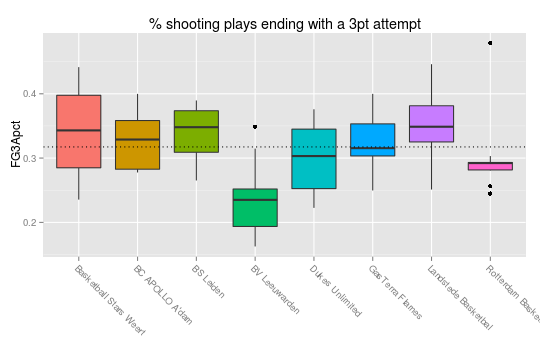 % shooting plays ending with a 3pt attempt
FG3Apct
0.4
0.3
0.2
Basketball Stars Weert
BC APOLLO A'dam
BS Leiden
BV Leeuwarden
Dukes Unlimited
GasTerra Flames
Landstede Basketbal
Rotterdam Baske